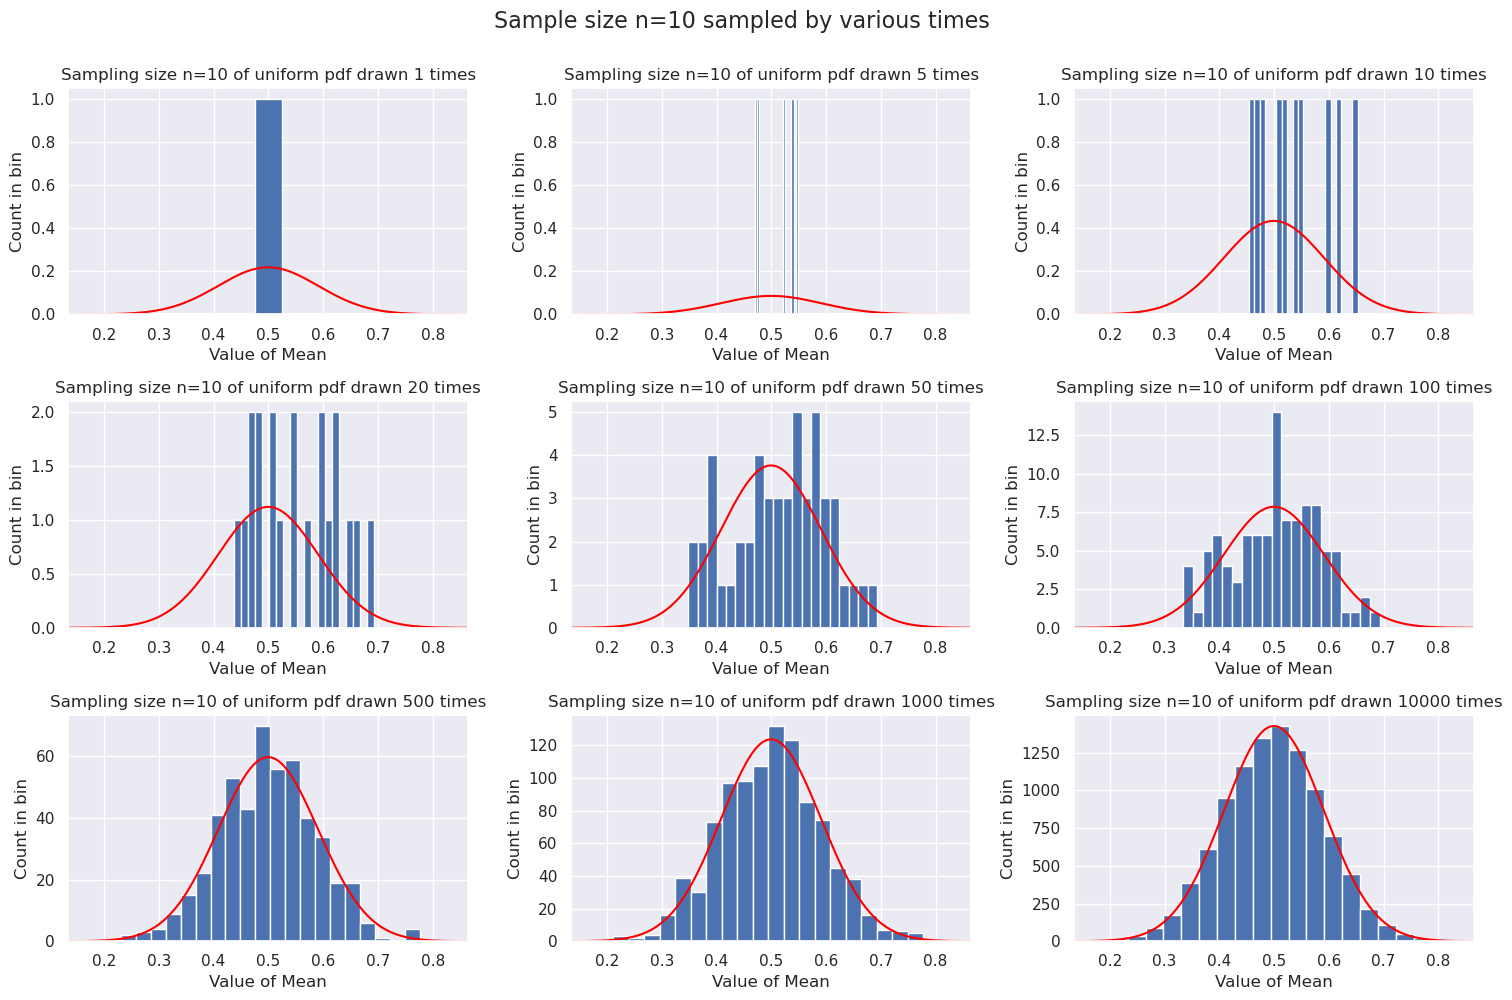 Sample size n=10 sampled by various times
Sampling size n=10 of uniform pdf drawn 1 times
Count in bin
1.0
0.8
0.6
0.4
0.2
0.0
0.2 0.3 0.4 0.5 0.6 0.7 0.8
Value of Mean
Sampling size n=10 of uniform pdf drawn 5 times
Count in bin
1.0
0.8
0.6
0.4
0.2
0.0
0.2 0.3 0.4 0.5 0.6 0.7 0.8
Value of Mean
Sampling size n=10 of uniform pdf drawn 10 times
Count in bin
1.0
0.8
0.6
0.4
0.2
0.0
0.2 0.3 0.4 0.5 0.6 0.7 0.8
Value of Mean
Sampling size n=10 of uniform pdf drawn 20 times
Count in bin
2.0
1.5
1.0
0.5
0.0
0.2 0.3 0.4 0.5 0.6 0.7 0.8
Value of Mean
Sampling size n=10 of uniform pdf drawn 50 times
Count in bin
5
4
3
2
1
0
0.2 0.3 0.4 0.5 0.6 0.7 0.8
Value of Mean
Sampling size n=10 of uniform pdf drawn 100 times
Count in bin
12.5
10.0
7.5
5.0
2.5
0.0
0.2 0.3 0.4 0.5 0.6 0.7 0.8
Value of Mean
Sampling size n=10 of uniform pdf drawn 500 times
Count in bin
60
40
20
0
0.2 0.3 0.4 0.5 0.6 0.7 0.8
Value of Mean
Sampling size n=10 of uniform pdf drawn 1000 times
Count in bin
120
100
80
60
40
20
0
0.2 0.3 0.4 0.5 0.6 0.7 0.8
Value of Mean
Sampling size n=10 of uniform pdf drawn 10000 times
Count in bin
1250
1000
750
500
250
0
0.2 0.3 0.4 0.5 0.6 0.7 0.8
Value of Mean